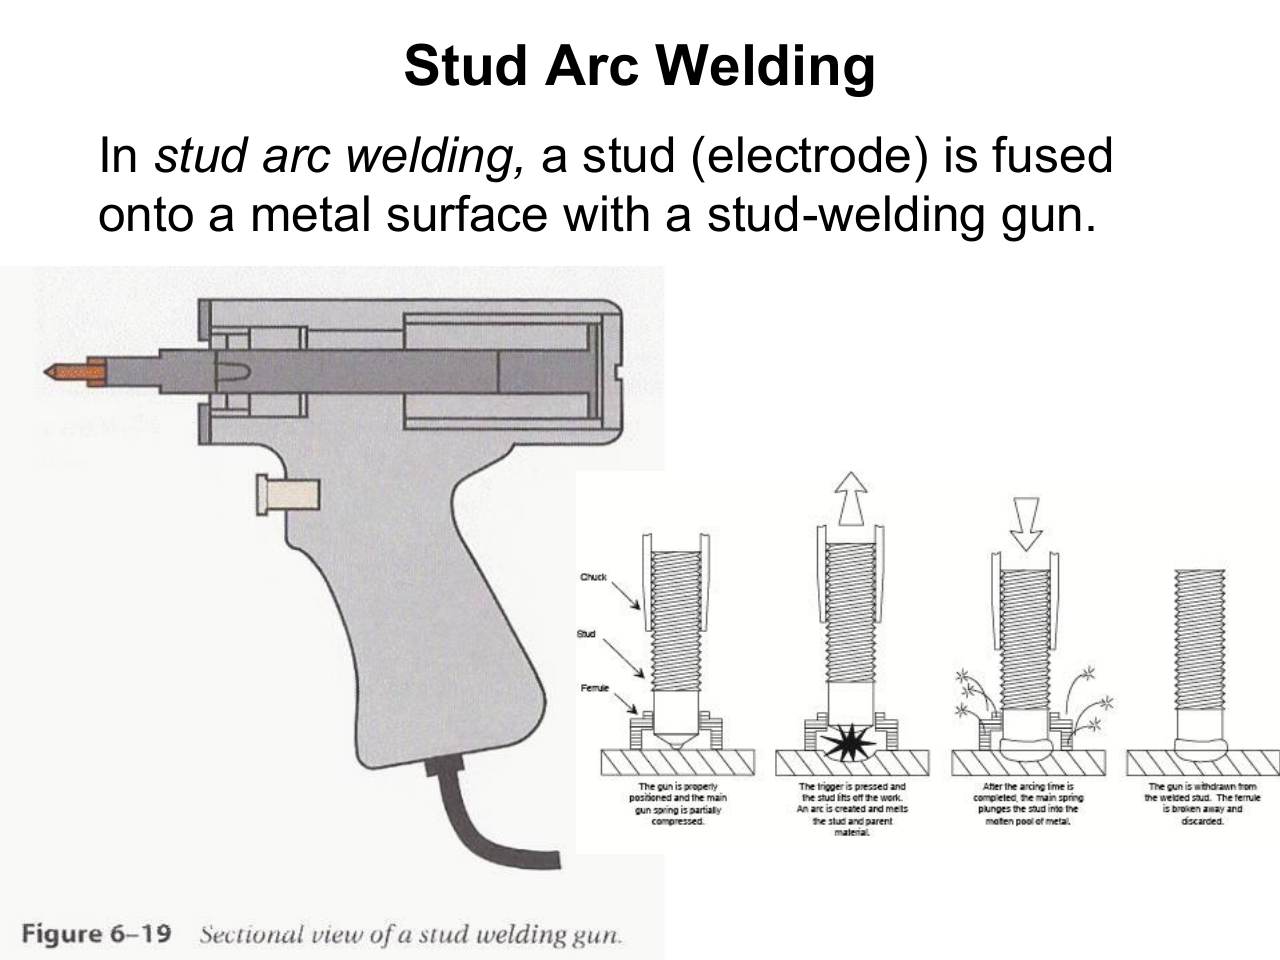 Stud Arc Welding
In stud arc welding, a stud (electrode) is fused
onto a metal surface with a stud-welding gun.
Chuck
Stud
Ferrule
The gun is properly
positioned and the main
gun spring is partially
compressed.
The trigger is pressed and
the stud lifts off the work.
An arc is created and melts
the stud and parent
material.
After the arcing time is
completed, the main spring
plunges the stud into the
molten pool of metal.
The gun is withdrawn from
the welded stud. The ferrule
is broken away and
discarded.
Figure 6–19 Sectional view of a stud welding gun.